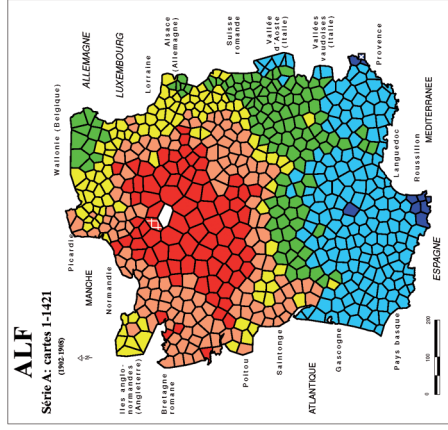 ALF
Série A: cartes 1-1421
(1902-1908)
N
Iles anglo-
normandes
(Angleterre)
Bretagne
romane
Poitou
Saintonge
ATLANTIQUE
Gascogne
Pays basque
ESPAGNE
MANCHE
Normandie
Picardie
Wallonie (Belgique)
ALLEMAGNE
LUXEMBOURG
Lorraine
Alsace
(Allemagne)
Suisse
romande
Vallée
d'Aoste
(Italie)
Vallées
vaudoises
(Italie)
Provence
MEDITERRANEE
Languedoc
Roussillon
0 100 200